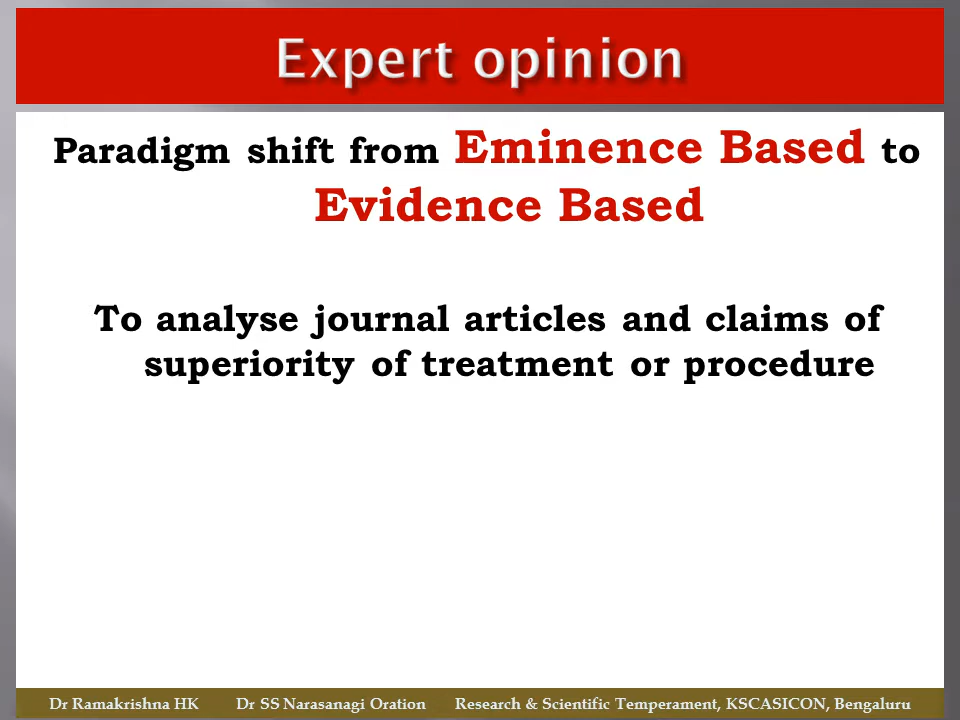 Expert opinion
Paradigm shift from Eminence Based to
Evidence Based
To analyse journal articles and claims of
superiority of treatment or procedure
Dr Ramakrishna HK Dr SS Narasanagi Oration Research & Scientific Temperament, KSCASICON, Bengaluru